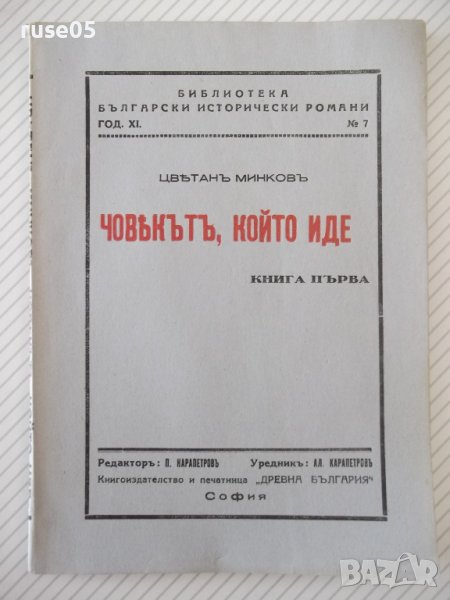 ruse05
БИБЛИОТЕКА
БЪЛГАРСКИ ИСТОРИЧЕСКИ РОМАНИ
ГОД. XI. № 7
ЦВѢТАНЪ МИНКОВЪ
ЧОВѢКЪТЪ, КОЙТО ИДЕ
КНИГА ПЪРВА
Редакторъ: П. КАРАПЕТРОВЪ Уредникъ: АЛ. КАРАПЕТРОВЪ
Книгоиздателство и печатница „ДРЕВНА БЪЛГАРИЯ“
София
BAZAR